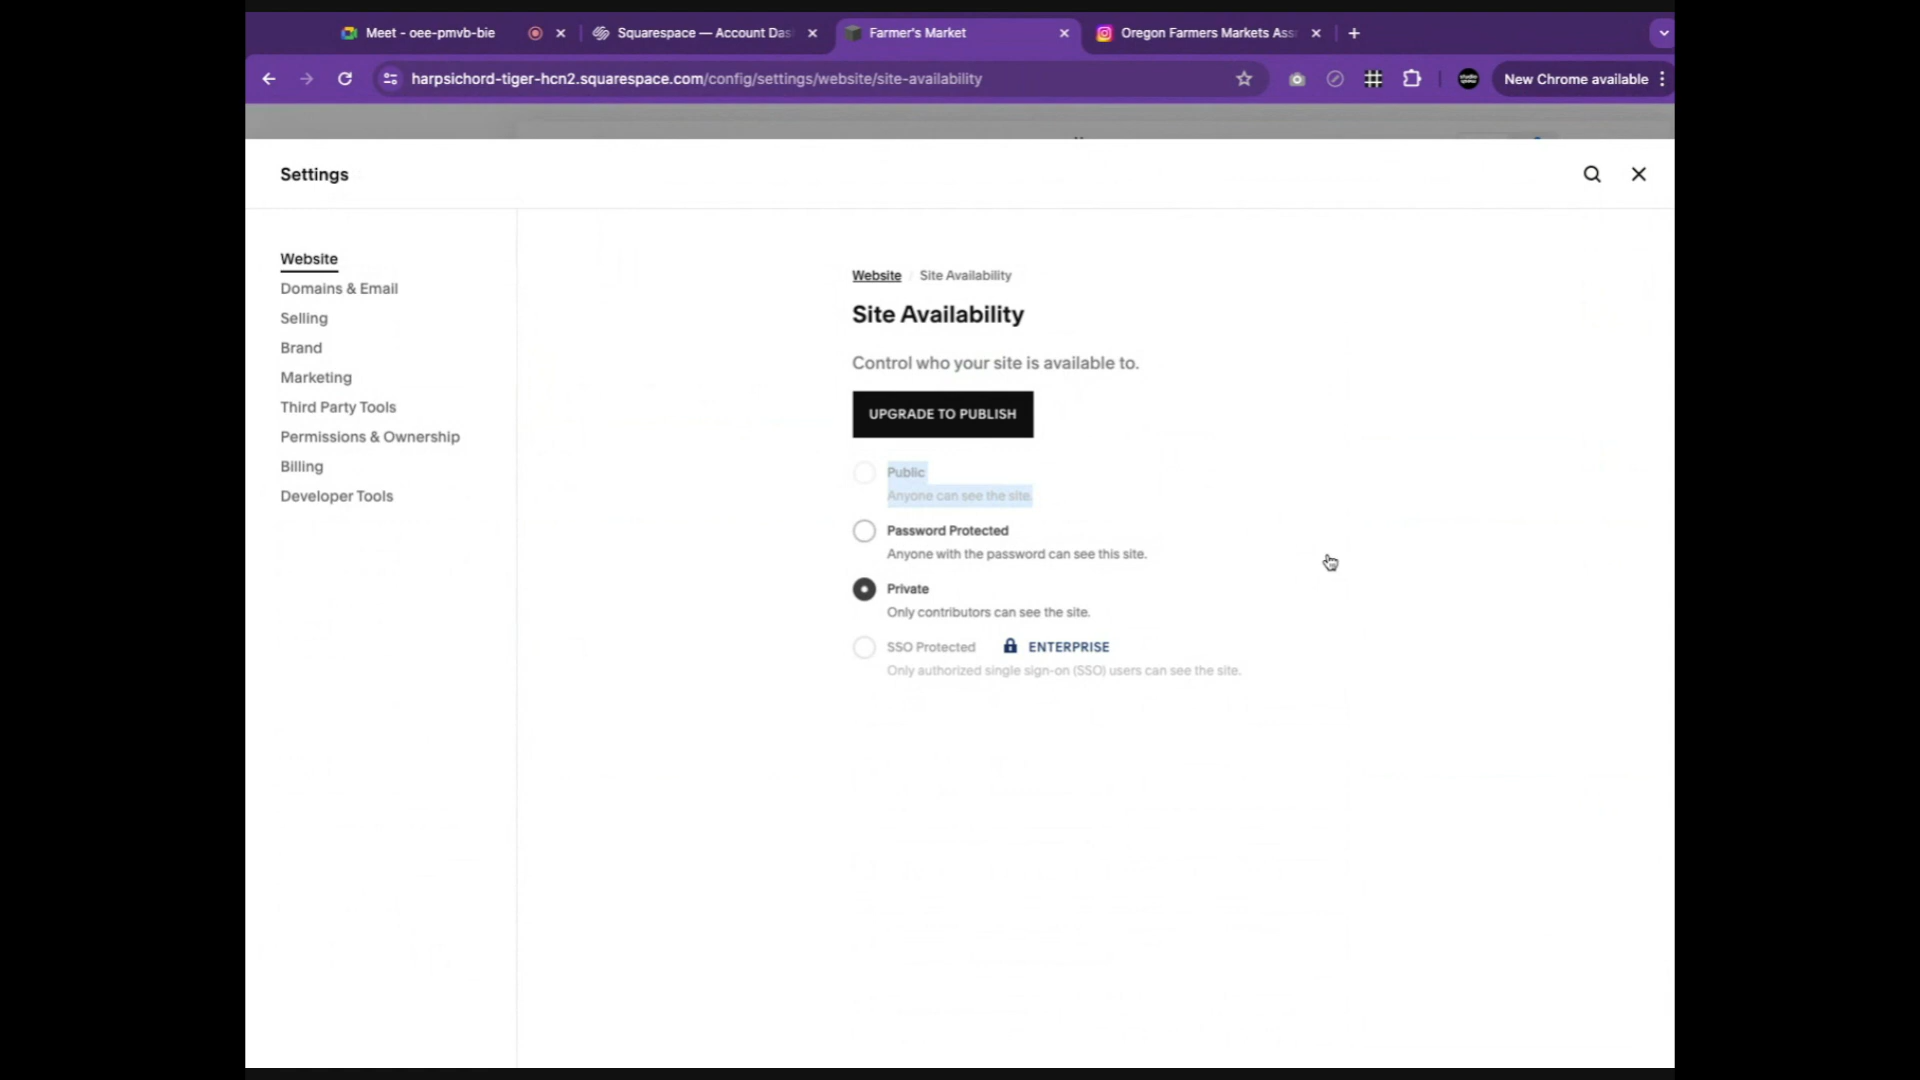 Meet - oee-pmvb-bie
Squarespace — Account Das
Farmer's Market
Oregon Farmers Markets Ass
harpsichord-tiger-hcn2.squarespace.com/config/settings/website/site-availability
New Chrome available
Settings
Website
Domains & Email
Selling
Brand
Marketing
Third Party Tools
Permissions & Ownership
Billing
Developer Tools
Website / Site Availability
Site Availability
Control who your site is available to.
UPGRADE TO PUBLISH
Public
Anyone can see the site.
Password Protected
Anyone with the password can see this site.
Private
Only contributors can see the site.
SSO Protected ENTERPRISE
Only authorized single sign-on (SSO) users can see the site.